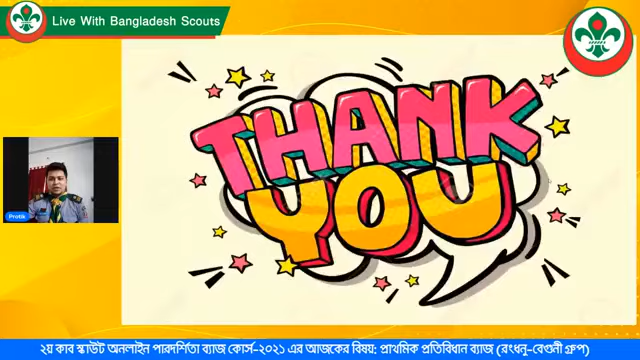 Live With Bangladesh Scouts
THANK
YOU
Protik
২য় কাব স্কাউট অনলাইন পারদর্শিতা ব্যাজ কোর্স-২০২১ এর আজকের বিষয়: প্রাথমিক প্রতিবিধান ব্যাজ (রংধনু-বেগুনী গ্রুপ)